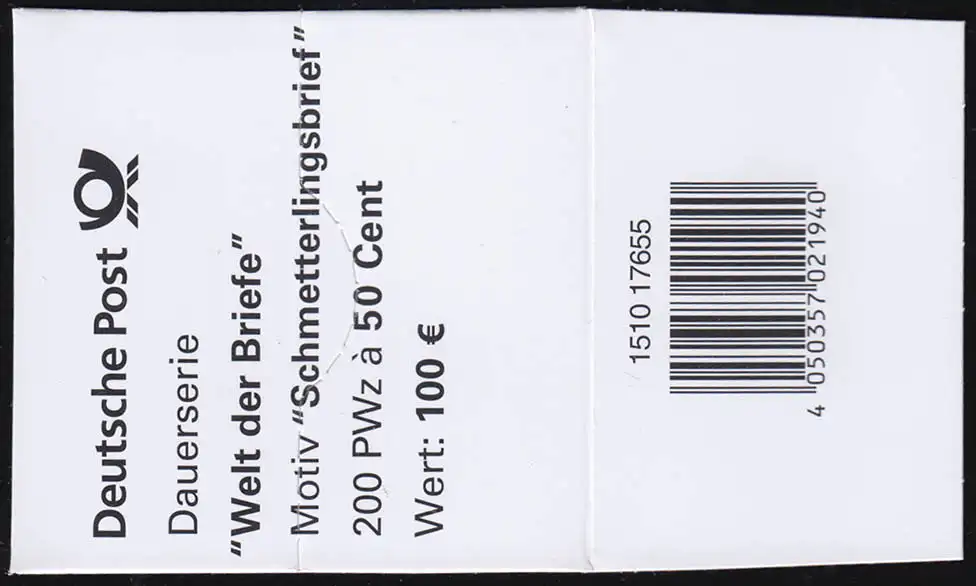 Deutsche Post
Dauerserie
“Welt der Briefe”
Motiv “Schmetterlingsbrief”
200 PWz à 50 Cent
Wert: 100 €
1510 17655
4 050357 021940